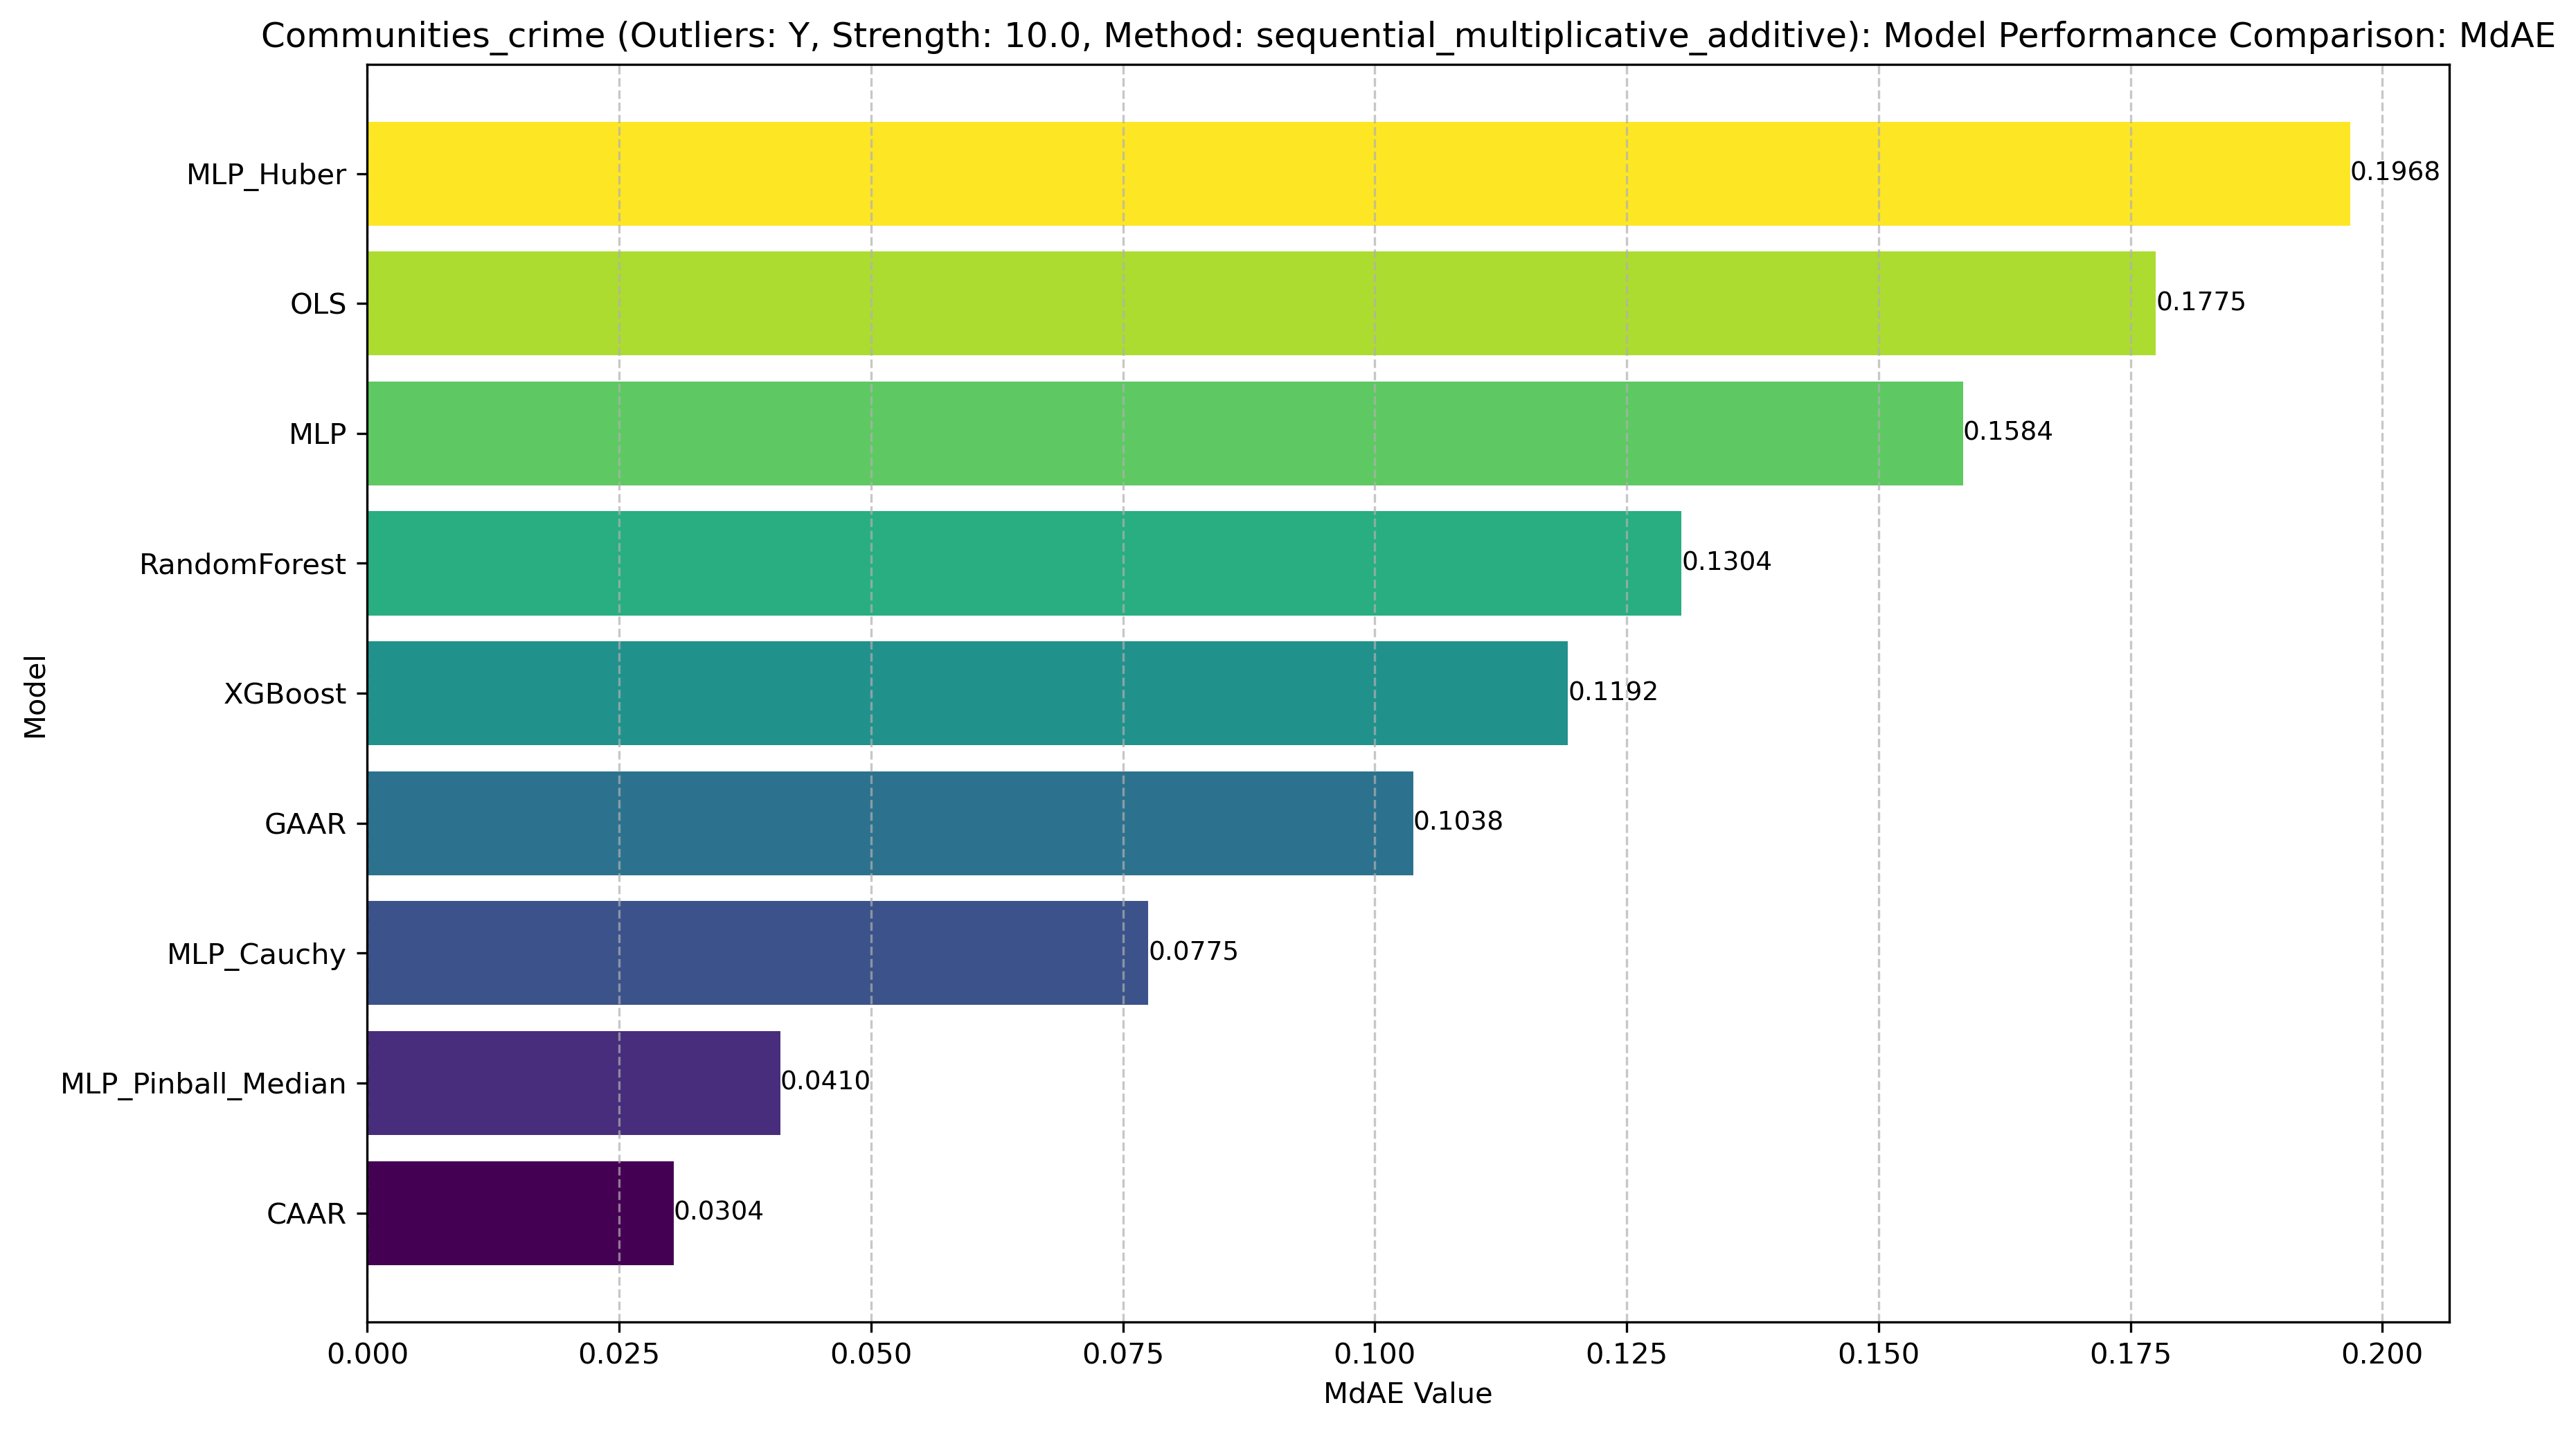 Communities_crime (Outliers: Y, Strength: 10.0, Method: sequential_multiplicative_additive): Model Performance Comparison: MdAE
MLP_Huber 0.1968
OLS 0.1775
MLP 0.1584
RandomForest 0.1304
XGBoost 0.1192
Model
GAAR 0.1038
MLP_Cauchy 0.0775
MLP_Pinball_Median 0.0410
CAAR 0.0304
0.000 0.025 0.050 0.075 0.100 0.125 0.150 0.175 0.200
MdAE Value